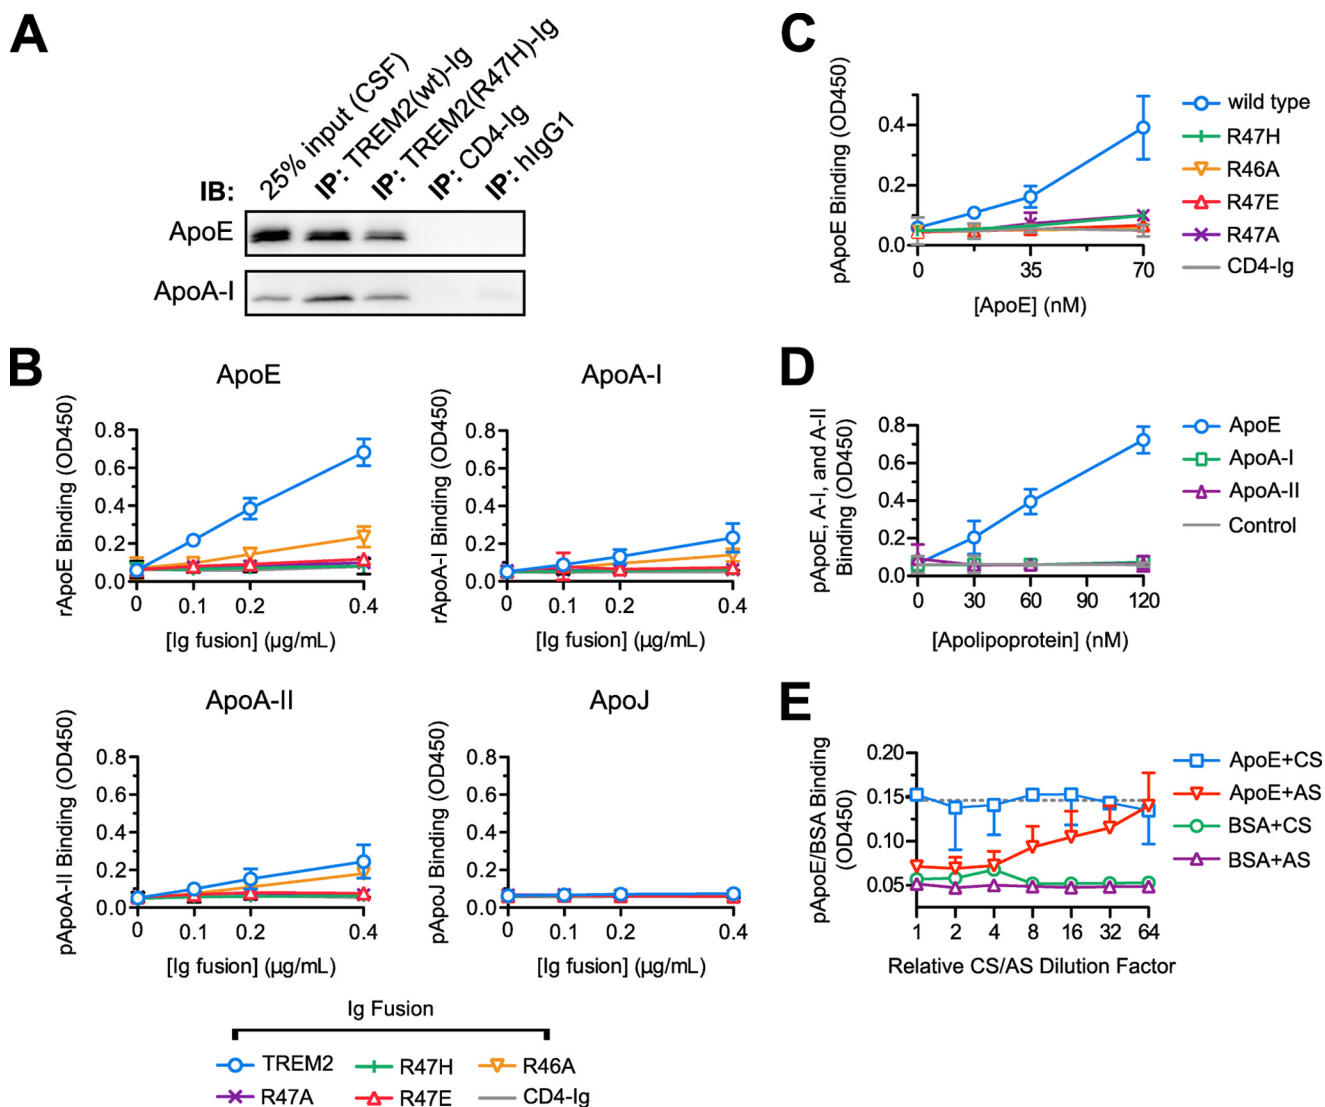 A
IB:
25% input (CSF)
IP: TREM2(wt)-Ig
IP: TREM2(R47H)-Ig
IP: CD4-Ig
IP: hIgG1
ApoE
ApoA-I
B
ApoE
rApoE Binding (OD450)
0.8
0.6
0.4
0.2
0.0
0 0.1 0.2 0.4
[Ig fusion] (µg/mL)
ApoA-I
rApoA-I Binding (OD450)
0.8
0.6
0.4
0.2
0.0
0 0.1 0.2 0.4
[Ig fusion] (µg/mL)
ApoA-II
pApoA-II Binding (OD450)
0.8
0.6
0.4
0.2
0.0
0 0.1 0.2 0.4
[Ig fusion] (µg/mL)
ApoJ
pApoJ Binding (OD450)
0.8
0.6
0.4
0.2
0.0
0 0.1 0.2 0.4
[Ig fusion] (µg/mL)
Ig Fusion
TREM2 R47H R46A
R47A R47E CD4-Ig
C
pApoE Binding (OD450)
0.4
0.2
0.0
0 35 70
[ApoE] (nM)
wild type
R47H
R46A
R47E
R47A
CD4-Ig
D
pApoE, A-I, and A-II
Binding (OD450)
0.8
0.6
0.4
0.2
0.0
0 30 60 90 120
[Apolipoprotein] (nM)
ApoE
ApoA-I
ApoA-II
Control
E
pApoE/BSA Binding
(OD450)
0.20
0.15
0.10
0.05
1 2 4 8 16 32 64
Relative CS/AS Dilution Factor
ApoE+CS
ApoE+AS
BSA+CS
BSA+AS